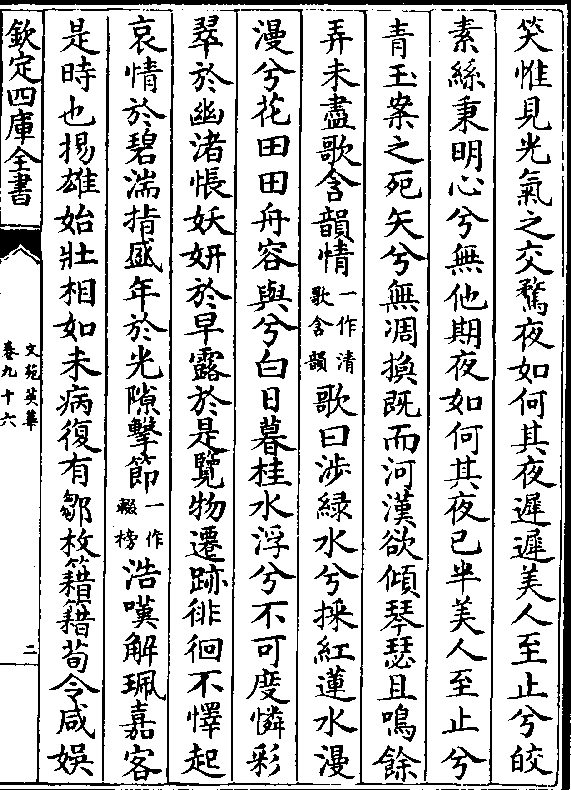 笑惟見光氣之交騖夜如何其夜遲遲美人至止兮皎
素絲秉明心兮無他期夜如何其夜已半美人至止兮
青玉案之死矢兮無凋換既而河漢欲傾琴瑟且鳴餘
弄未盡歌含韻情一作清歌含韻歌曰涉緑水兮採紅蓮水漫
漫兮花田田舟容與兮白日暮桂水浮兮不可度憐彩
翠於幽渚悵妖妍於早露於是覽物遷跡徘徊不懌起
哀情於碧湍指盛年於光隙擊節一作輟榜浩嘆解珮嘉客
是時也揚雄始壯相如未病復有鄒枚籍籍荀令咸娛
欽定四庫全書
文苑英華
卷九十六
二